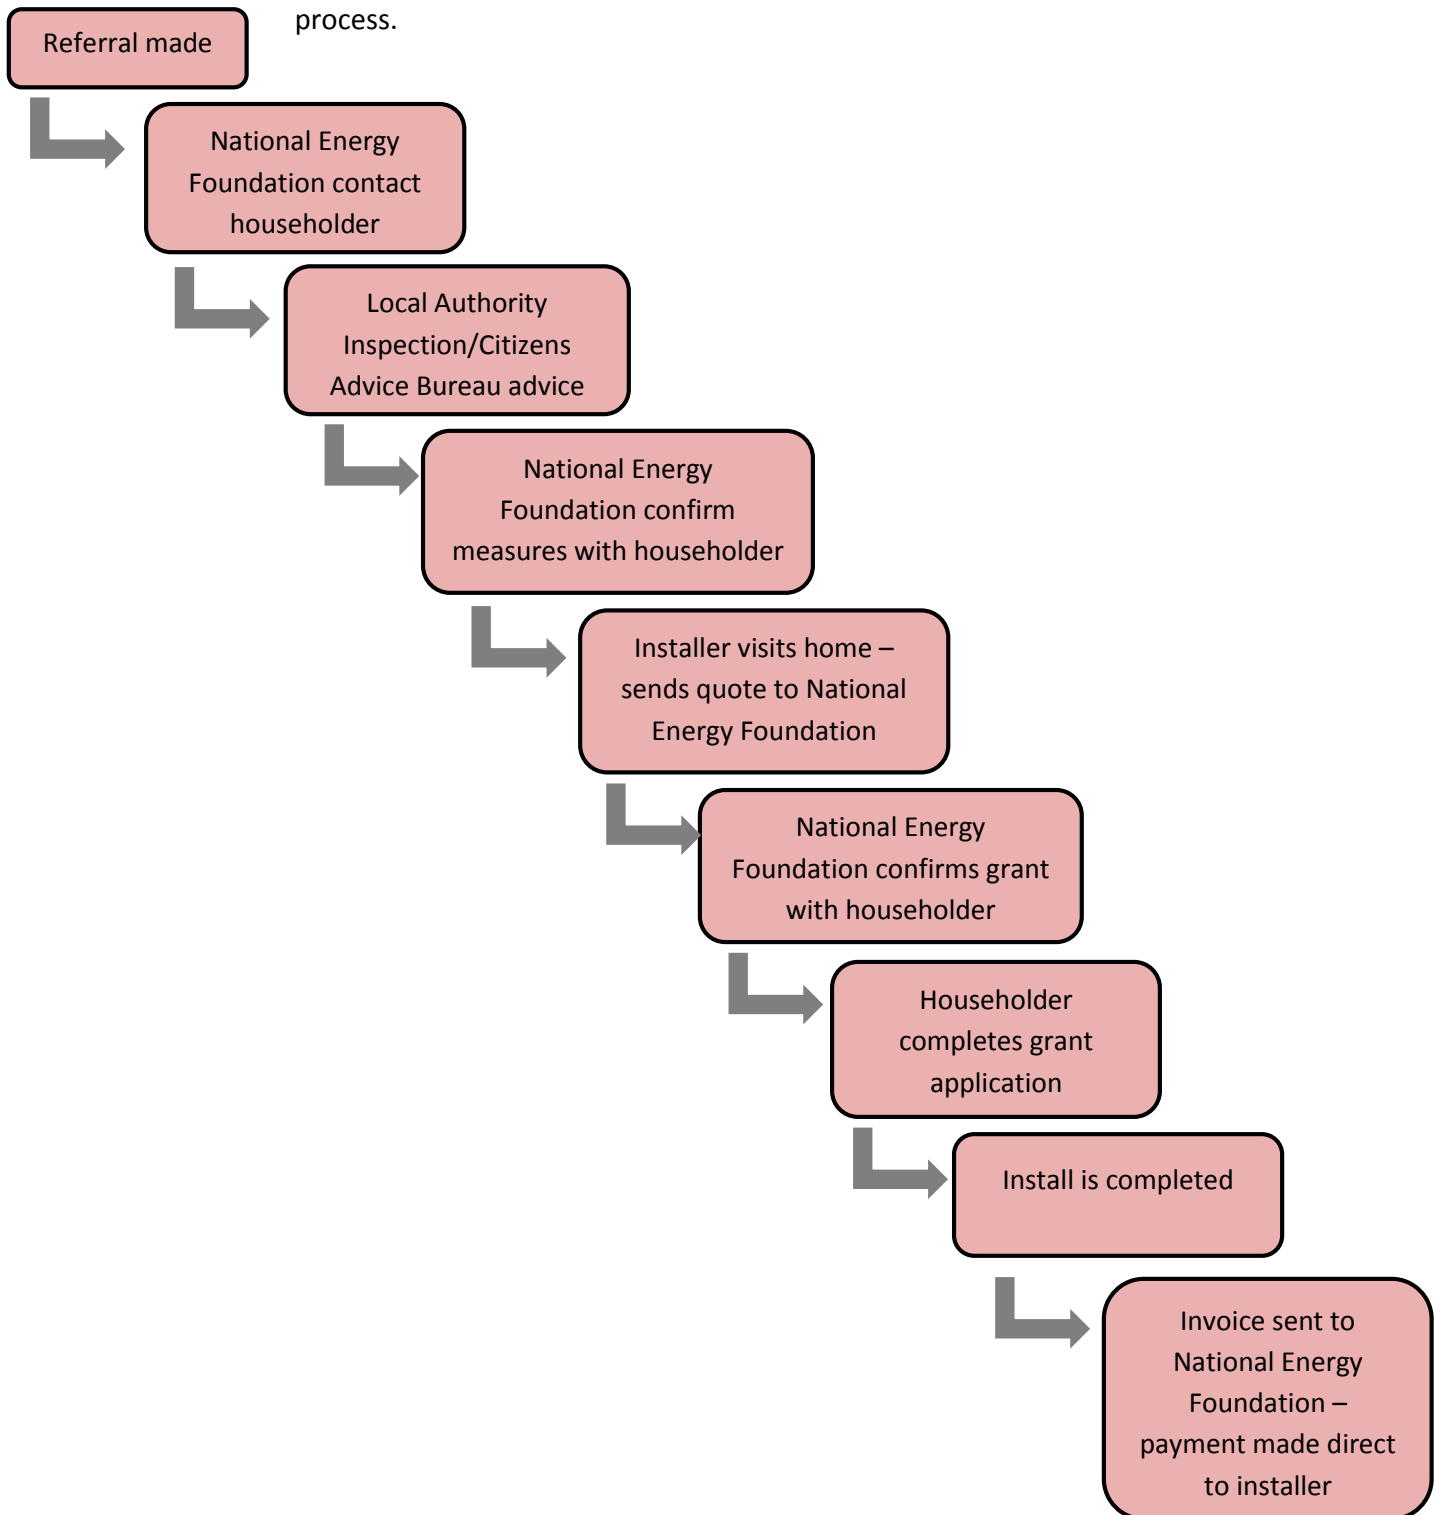 process.
Referral made
National Energy
Foundation contact
householder
Local Authority
Inspection/Citizens
Advice Bureau advice
National Energy
Foundation confirm
measures with householder
Installer visits home –
sends quote to National
Energy Foundation
National Energy
Foundation confirms grant
with householder
Householder
completes grant
application
Install is completed
Invoice sent to
National Energy
Foundation –
payment made direct
to installer